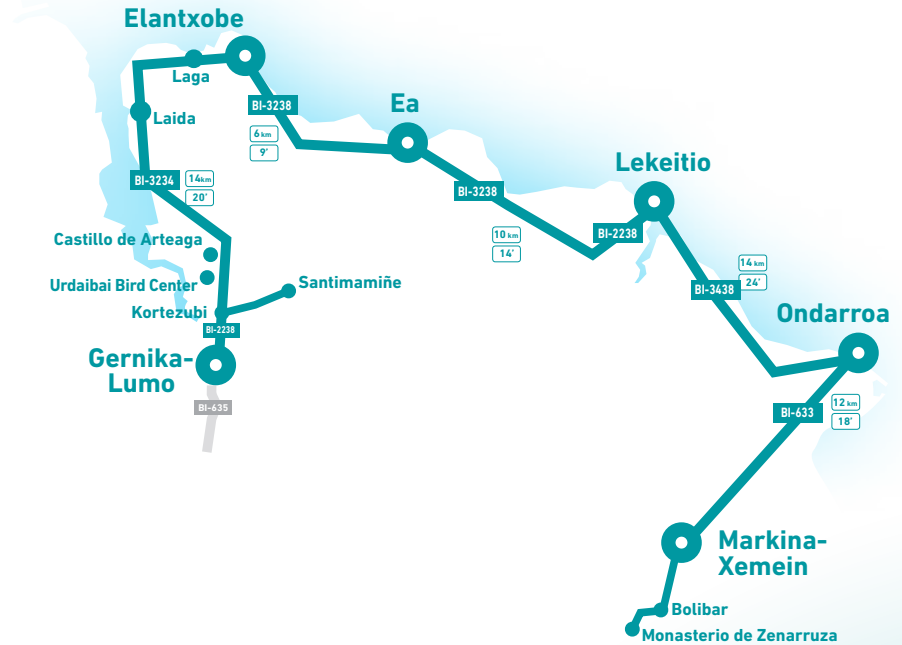 Elantxobe
Laga
BI-3238
Ea
Laida
6 km
9'
Lekeitio
BI-3234
14km
20'
BI-3238
10 km
14'
BI-2238
Castillo de Arteaga
Urdaibai Bird Center
Santimamiñe
Kortezubi
BI-2238
14 km
24'
BI-3438
Ondarroa
Gernika-
Lumo
BI-635
12 km
18'
BI-633
Markina-
Xemein
Bolibar
Monasterio de Zenarruza